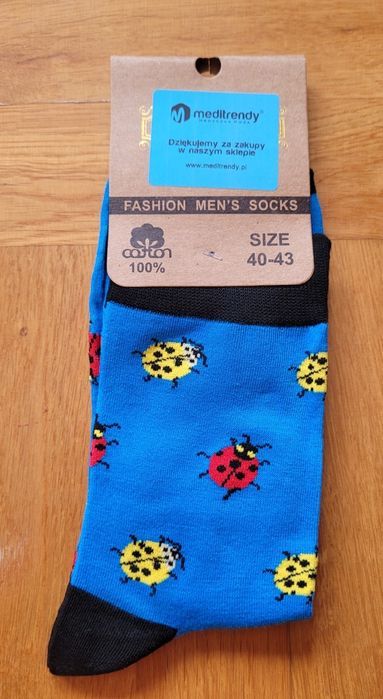 meditrendy
Dziękujemy za zakupy
w naszym sklepie
www.meditrendy.pl
FASHION MEN'S SOCKS
cotton
100%
SIZE
40-43